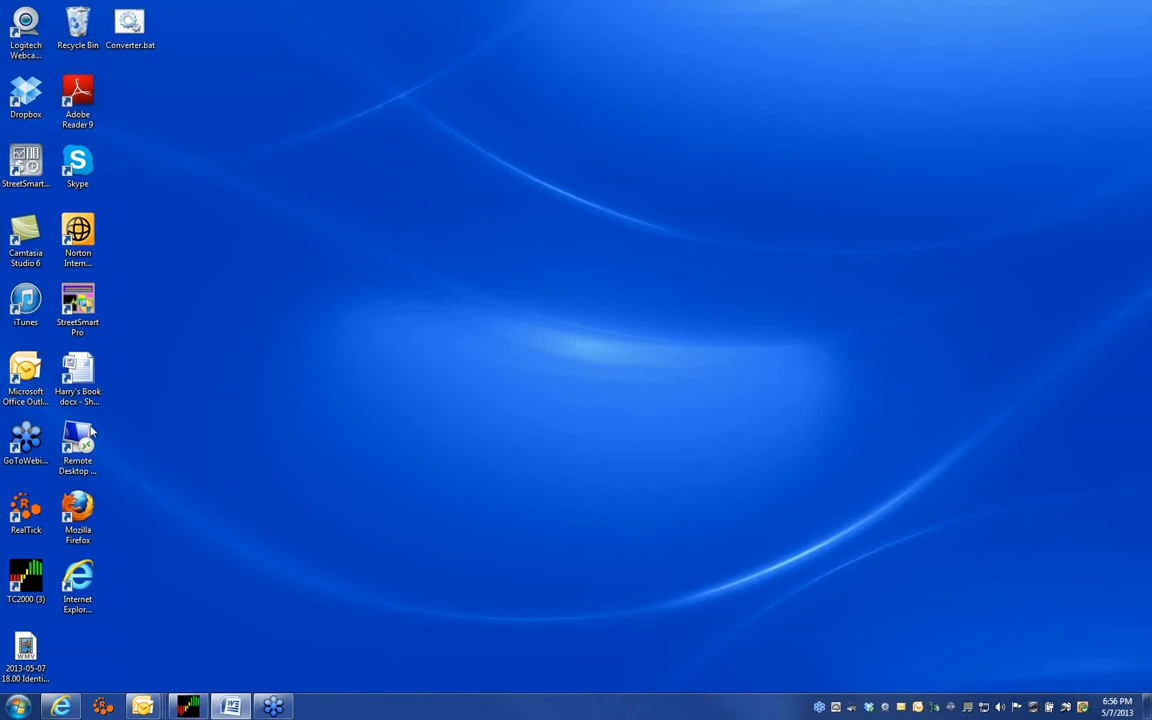 Logitech
Webca...
Recycle Bin
Converter.bat
Dropbox
Adobe
Reader 9
StreetSmart...
Skype
Camtasia
Studio 6
Norton
Intern...
iTunes
StreetSmart
Pro
Microsoft
Office Outl...
Harry's Book
docx - Sh...
GoToWebi...
Remote
Desktop ...
RealTick
Mozilla
Firefox
TC2000 (3)
Internet
Explor...
2013-05-07
18.00 Identi...
6:56 PM
5/7/2013